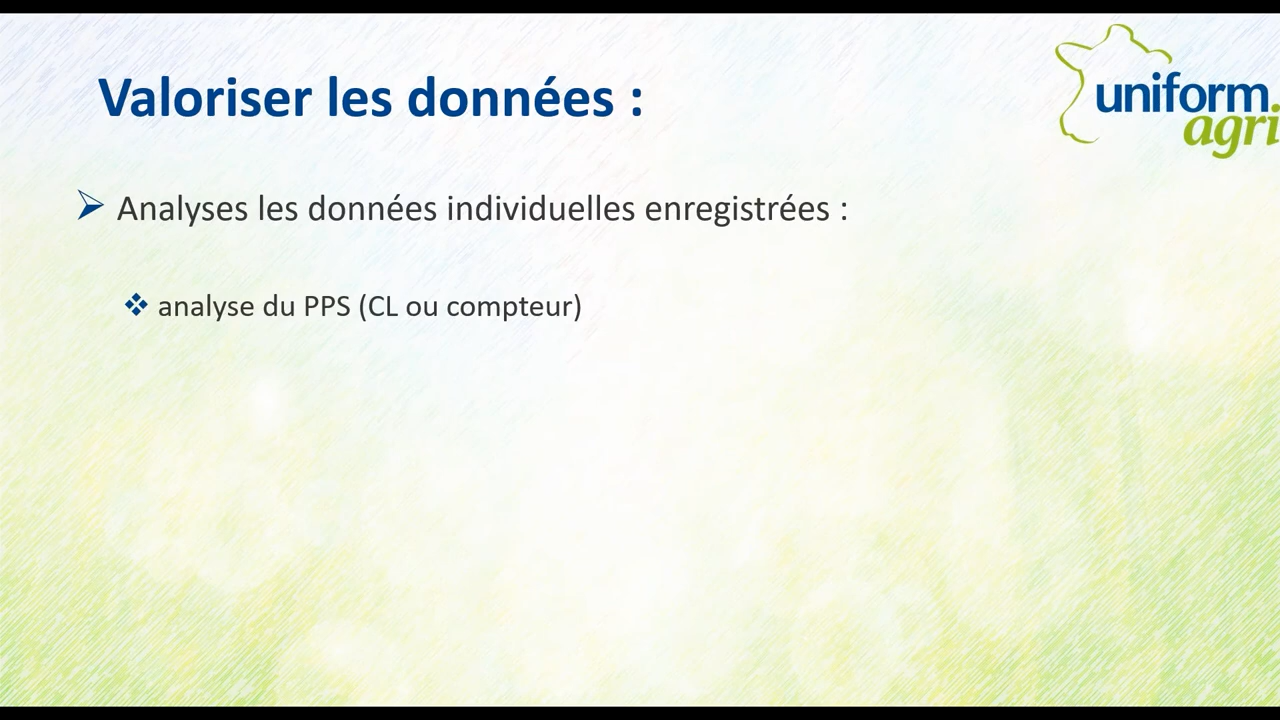 Valoriser les données :
uniform
agri
Analyses les données individuelles enregistrées :
analyse du PPS (CL ou compteur)